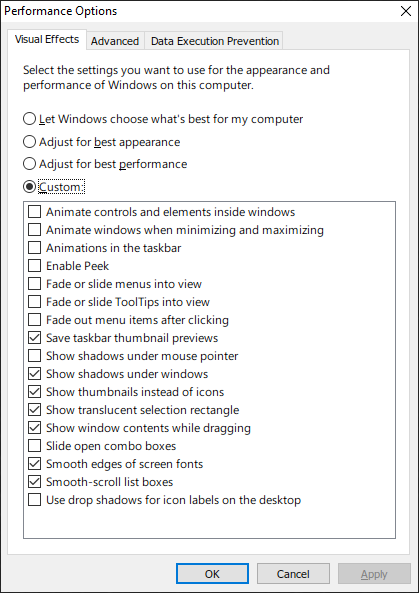 Performance Options
Visual Effects Advanced Data Execution Prevention
Select the settings you want to use for the appearance and
performance of Windows on this computer.
Let Windows choose what's best for my computer
Adjust for best appearance
Adjust for best performance
Custom:
Animate controls and elements inside windows
Animate windows when minimizing and maximizing
Animations in the taskbar
Enable Peek
Fade or slide menus into view
Fade or slide ToolTips into view
Fade out menu items after clicking
Save taskbar thumbnail previews
Show shadows under mouse pointer
Show shadows under windows
Show thumbnails instead of icons
Show translucent selection rectangle
Show window contents while dragging
Slide open combo boxes
Smooth edges of screen fonts
Smooth-scroll list boxes
Use drop shadows for icon labels on the desktop
OK Cancel Apply